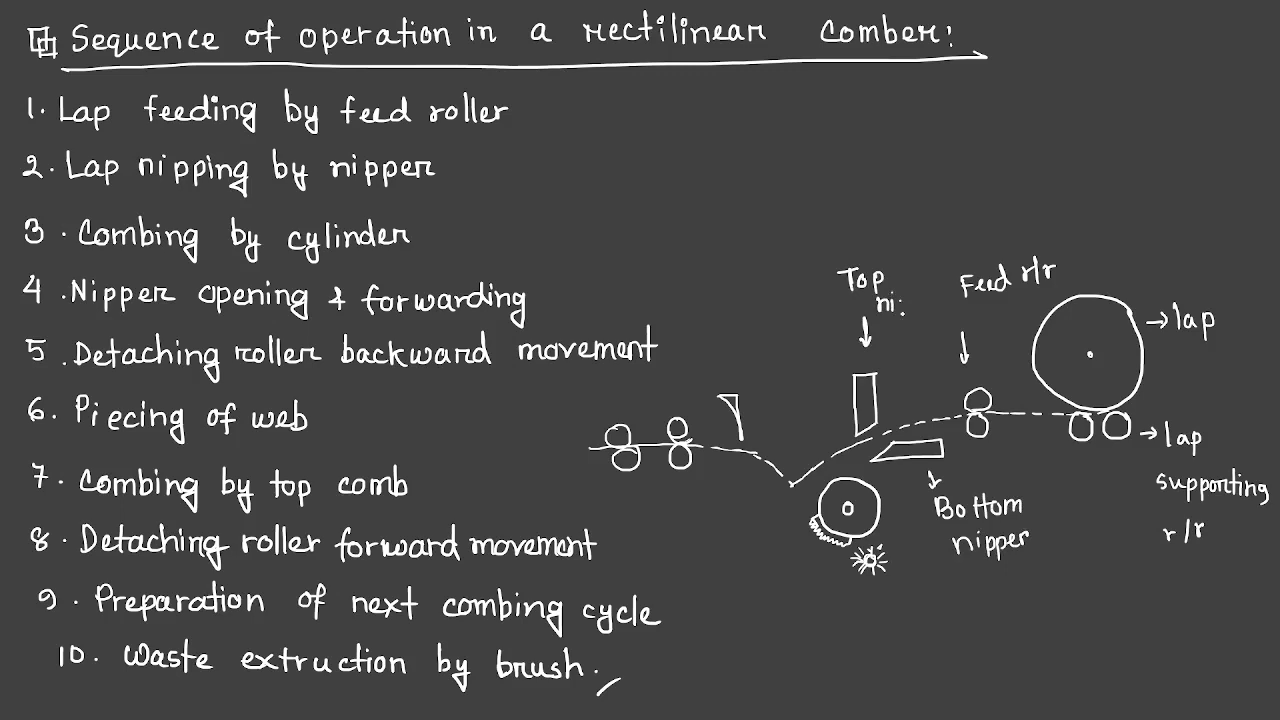 Sequence of operation in a rectilinear comber:
1. Lap feeding by feed roller
2. Lap nipping by nipper
3. Combing by cylinder
4. Nipper opening & forwarding
5. Detaching roller backward movement
6. Piecing of web
7. Combing by top comb
8. Detaching roller forward movement
9. Preparation of next combing cycle
10. Waste extruction by brush.
Top
ni:
Feed r/r
→ lap
→ lap
supporting
r/r
Bottom
nipper